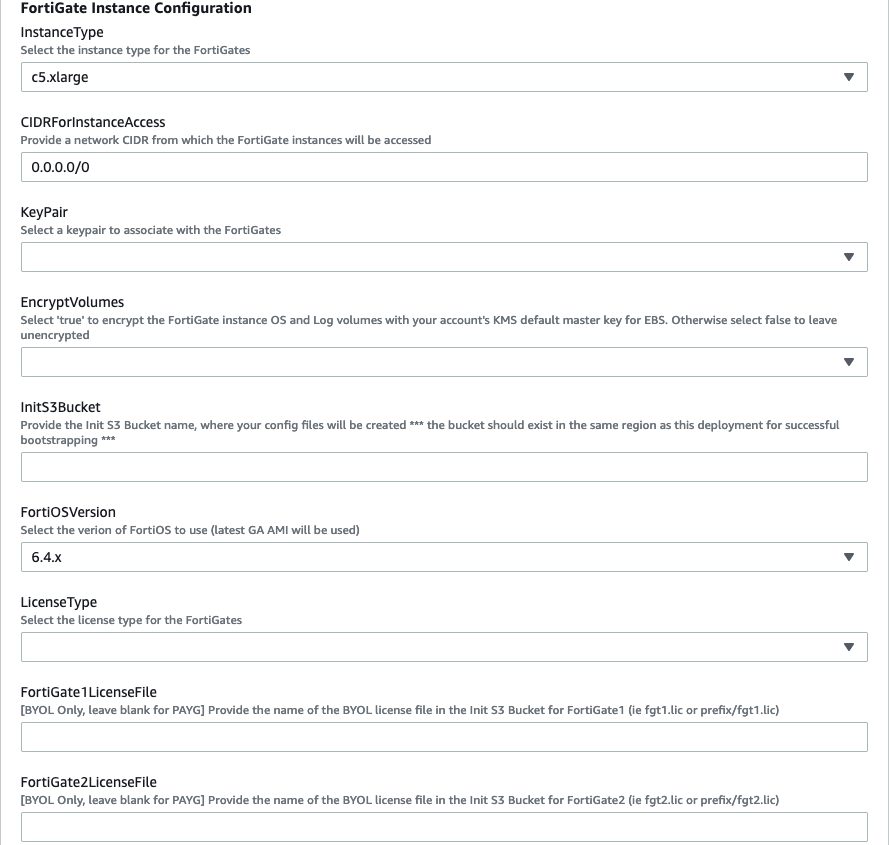 FortiGate Instance Configuration
InstanceType
Select the instance type for the FortiGates
c5.xlarge
CIDRForInstanceAccess
Provide a network CIDR from which the FortiGate instances will be accessed
0.0.0.0/0
KeyPair
Select a keypair to associate with the FortiGates
EncryptVolumes
Select 'true' to encrypt the FortiGate instance OS and Log volumes with your account's KMS default master key for EBS. Otherwise select false to leave
unencrypted
InitS3Bucket
Provide the Init S3 Bucket name, where your config files will be created *** the bucket should exist in the same region as this deployment for successful
bootstrapping ***
FortiOSVersion
Select the verion of FortiOS to use (latest GA AMI will be used)
6.4.x
LicenseType
Select the license type for the FortiGates
FortiGate1LicenseFile
[BYOL Only, leave blank for PAYG] Provide the name of the BYOL license file in the Init S3 Bucket for FortiGate1 (ie fgt1.lic or prefix/fgt1.lic)
FortiGate2LicenseFile
[BYOL Only, leave blank for PAYG] Provide the name of the BYOL license file in the Init S3 Bucket for FortiGate2 (ie fgt2.lic or prefix/fgt2.lic)